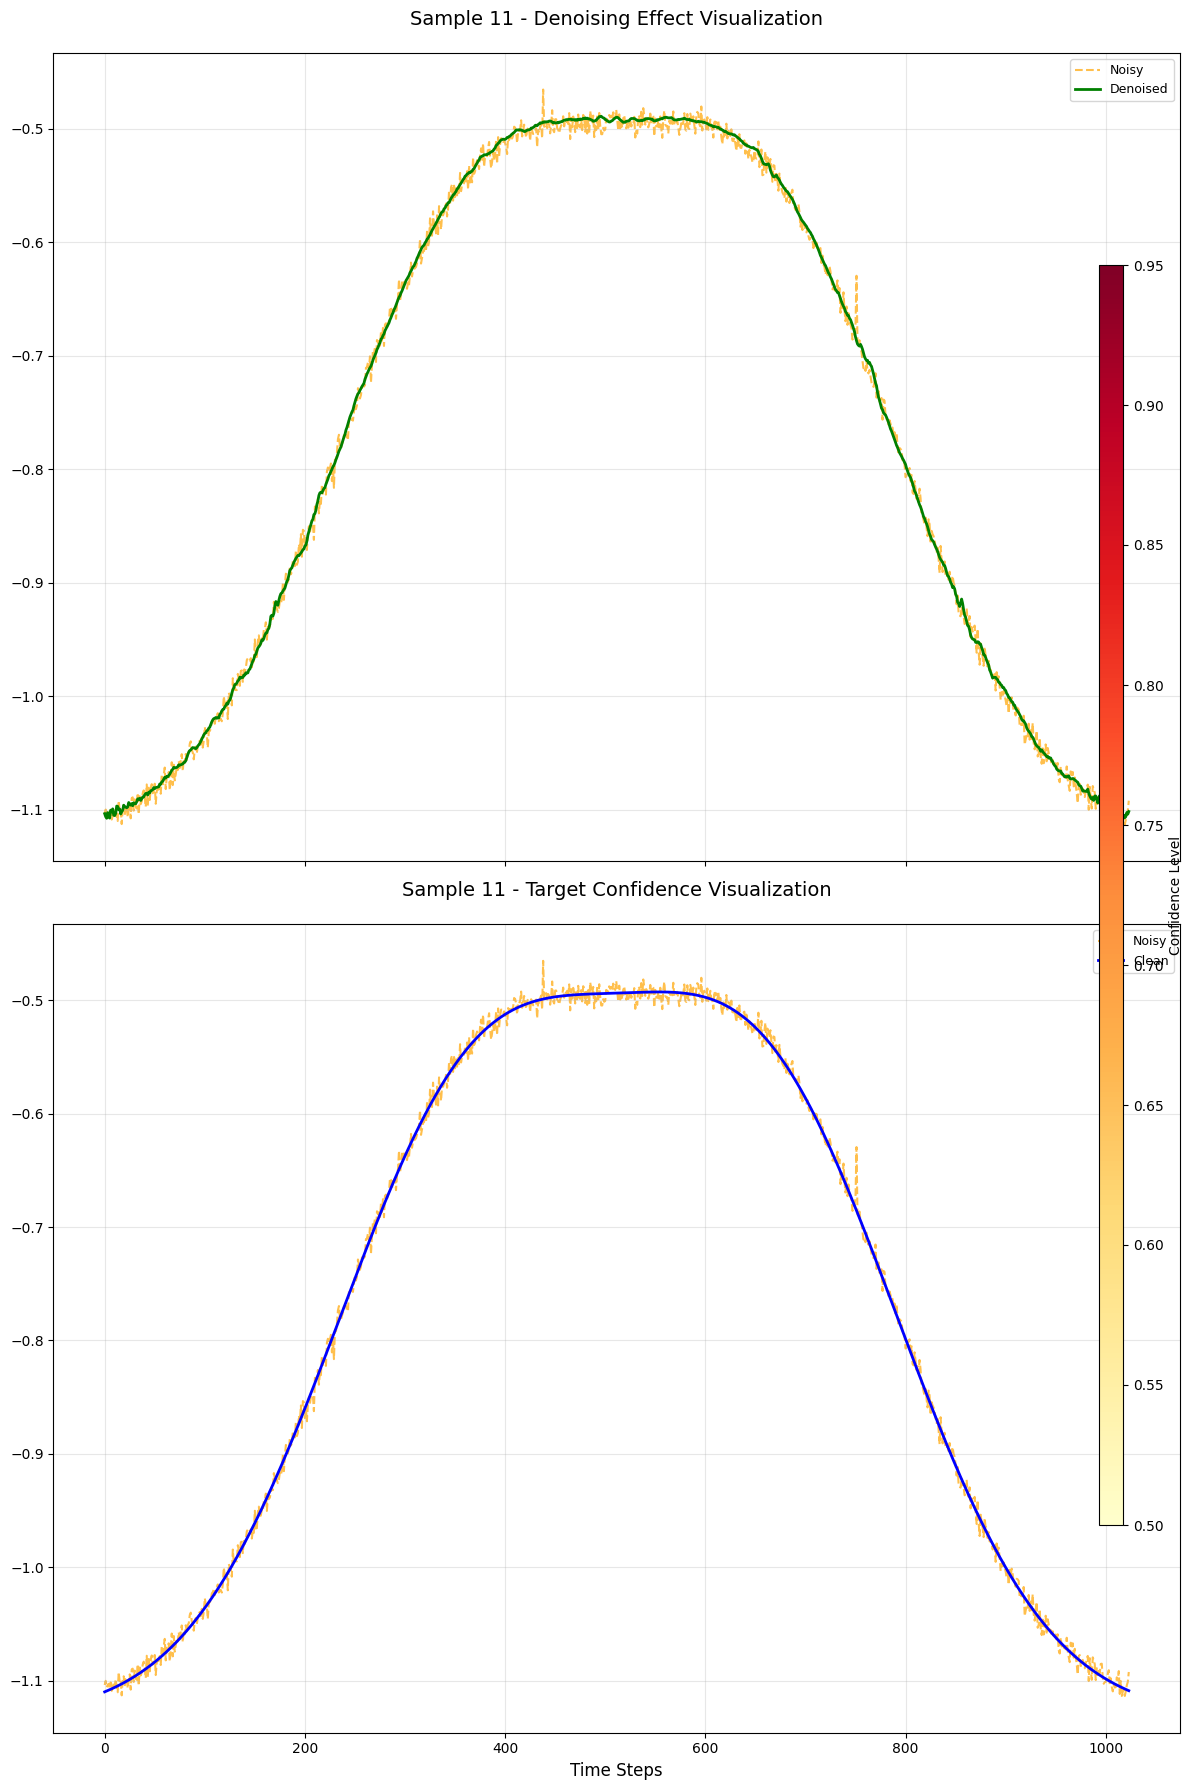 Sample 11 - Denoising Effect Visualization
Noisy
Denoised
−0.5
−0.6
−0.7
−0.8
−0.9
−1.0
−1.1
0.95
0.90
0.85
0.80
0.75
0.70
0.65
0.60
0.55
0.50
Confidence Level
Sample 11 - Target Confidence Visualization
Noisy
Clean
−0.5
−0.6
−0.7
−0.8
−0.9
−1.0
−1.1
0 200 400 600 800 1000
Time Steps